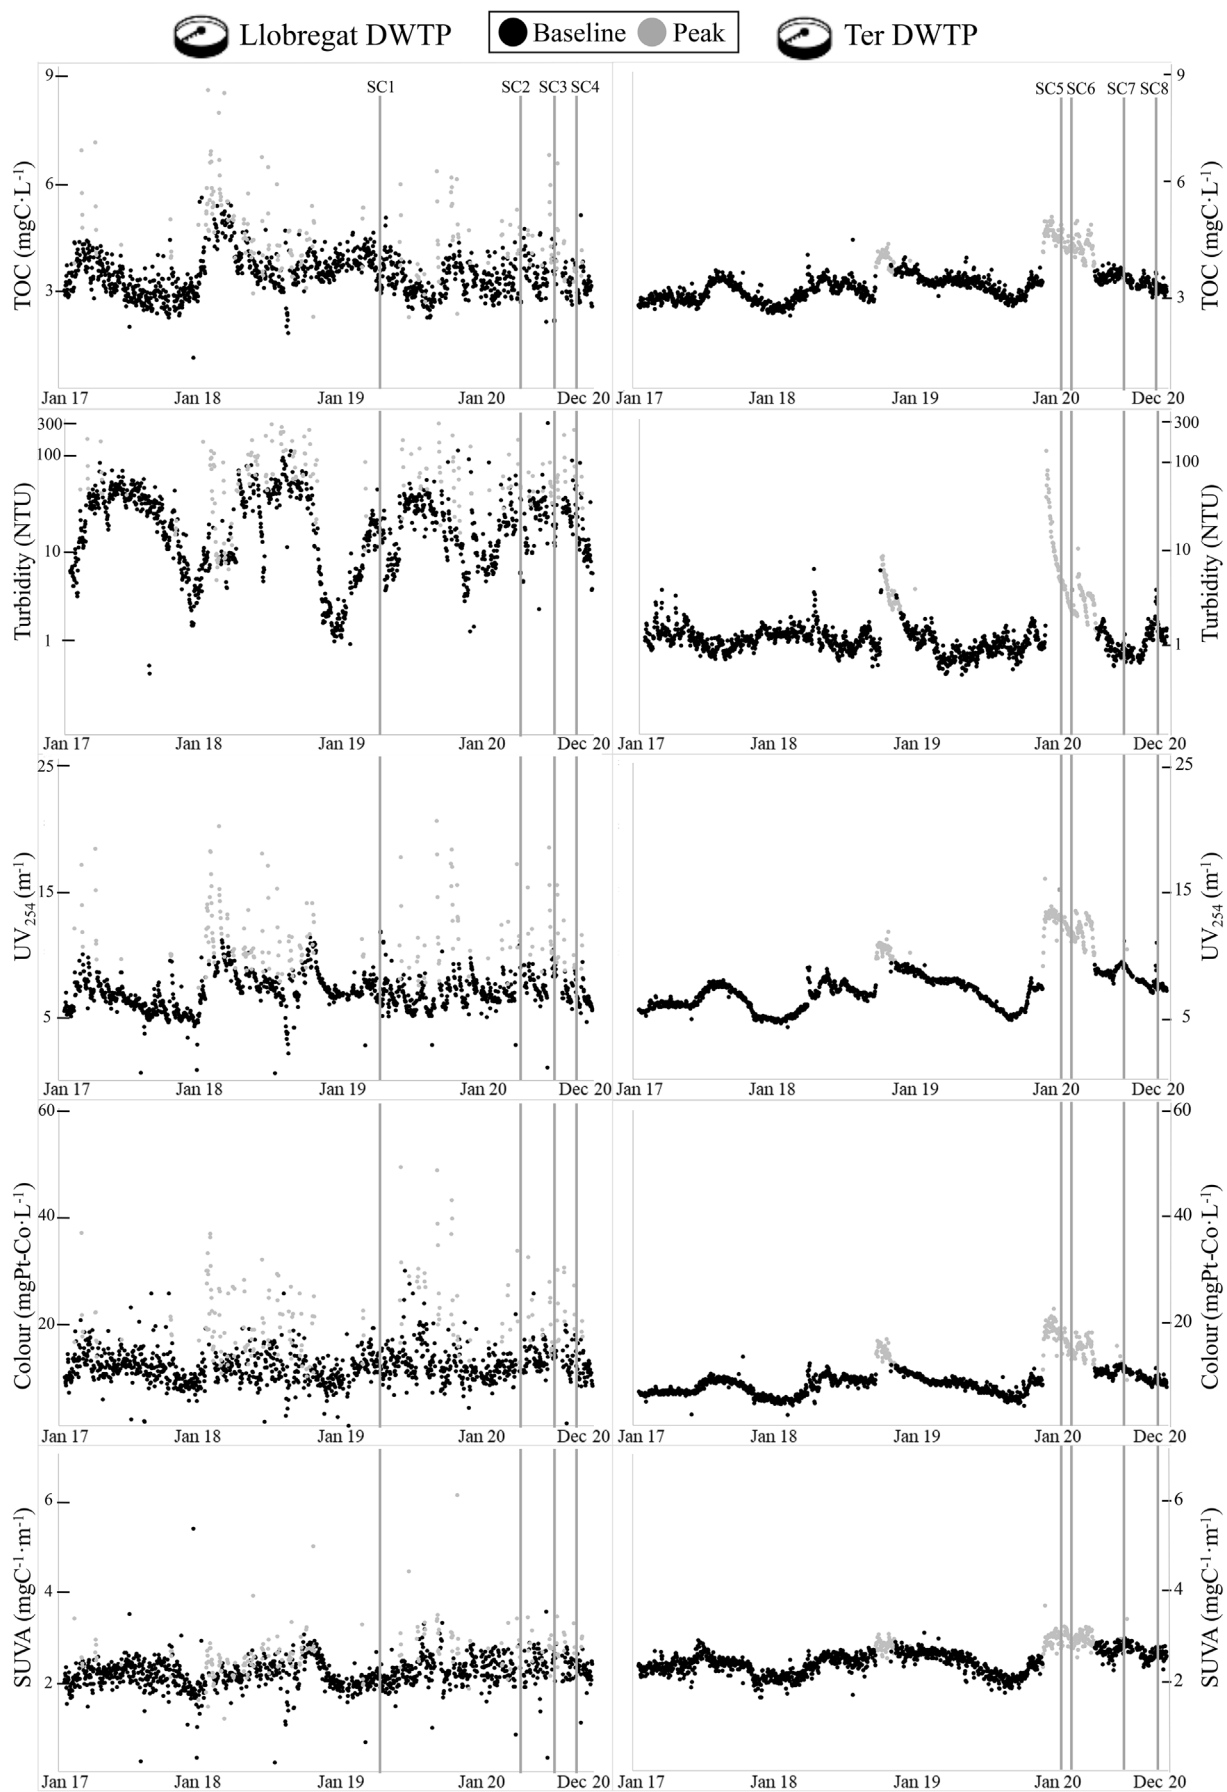 Llobregat DWTP Baseline Peak Ter DWTP
9 9
SC1 SC2 SC3 SC4 SC5 SC6 SC7 SC8
TOC (mgC·L⁻¹) TOC (mgC·L⁻¹)
6 6
3 3
Jan 17 Jan 18 Jan 19 Jan 20 Dec 20 Jan 17 Jan 18 Jan 19 Jan 20 Dec 20
300 300
100 100
Turbidity (NTU) Turbidity (NTU)
10 10
1 1
Jan 17 Jan 18 Jan 19 Jan 20 Dec 20 Jan 17 Jan 18 Jan 19 Jan 20 Dec 20
25 25
UV₂₅₄ (m⁻¹) UV₂₅₄ (m⁻¹)
15 15
5 5
Jan 17 Jan 18 Jan 19 Jan 20 Dec 20 Jan 17 Jan 18 Jan 19 Jan 20 Dec 20
60 60
Colour (mgPt-Co·L⁻¹) Colour (mgPt-Co·L⁻¹)
40 40
20 20
Jan 17 Jan 18 Jan 19 Jan 20 Dec 20 Jan 17 Jan 18 Jan 19 Jan 20 Dec 20
6 6
SUVA (mgC⁻¹·m⁻¹) SUVA (mgC⁻¹·m⁻¹)
4 4
2 2
Jan 17 Jan 18 Jan 19 Jan 20 Dec 20 Jan 17 Jan 18 Jan 19 Jan 20 Dec 20